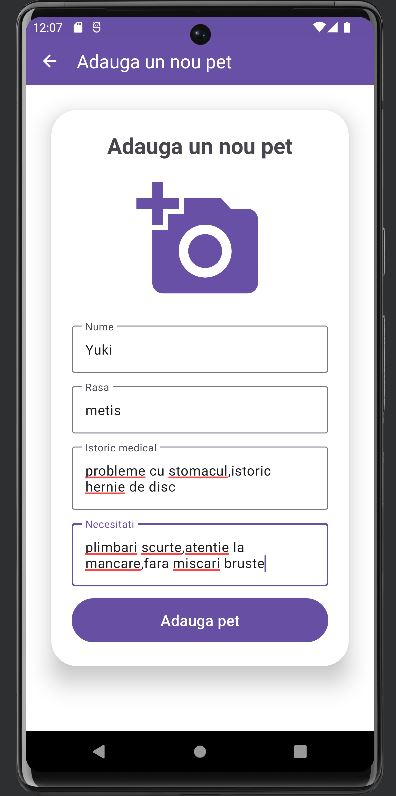 12:07
Adauga un nou pet
Adauga un nou pet
Nume
Yuki
Rasa
metis
Istoric medical
probleme cu stomacul,istoric
hernie de disc
Necesitati
plimbari scurte,atentie la
mancare,fara miscari bruste
Adauga pet